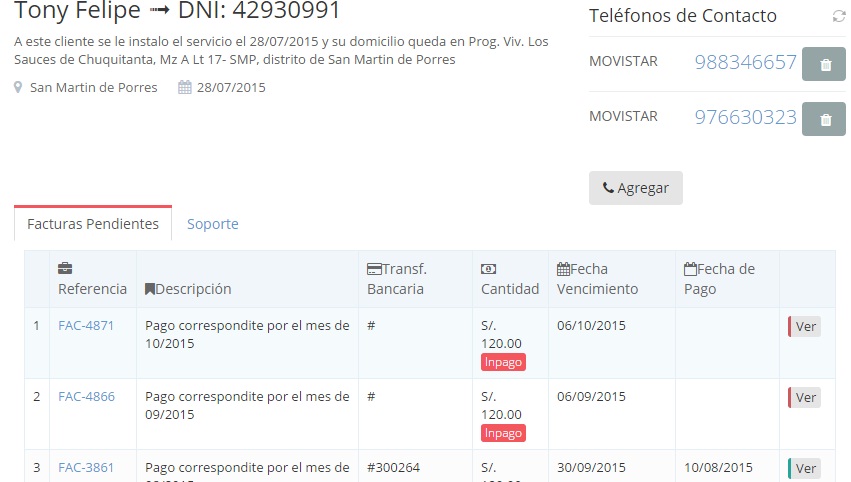 Tony Felipe ➟ DNI: 42930991
A este cliente se le instalo el servicio el 28/07/2015 y su domicilio queda en Prog. Viv. Los
Sauces de Chuquitanta, Mz A Lt 17- SMP, distrito de San Martin de Porres
San Martin de Porres 28/07/2015
Teléfonos de Contacto
MOVISTAR 988346657
MOVISTAR 976630323
Agregar
Facturas Pendientes Soporte
Referencia Descripción Transf. Bancaria Cantidad Fecha Vencimiento Fecha de Pago
1 FAC-4871 Pago correspondite por el mes de 10/2015 # S/. 120.00 Inpago 06/10/2015 Ver
2 FAC-4866 Pago correspondite por el mes de 09/2015 # S/. 120.00 Inpago 06/09/2015 Ver
3 FAC-3861 Pago correspondite por el mes de #300264 S/. 30/09/2015 10/08/2015 Ver